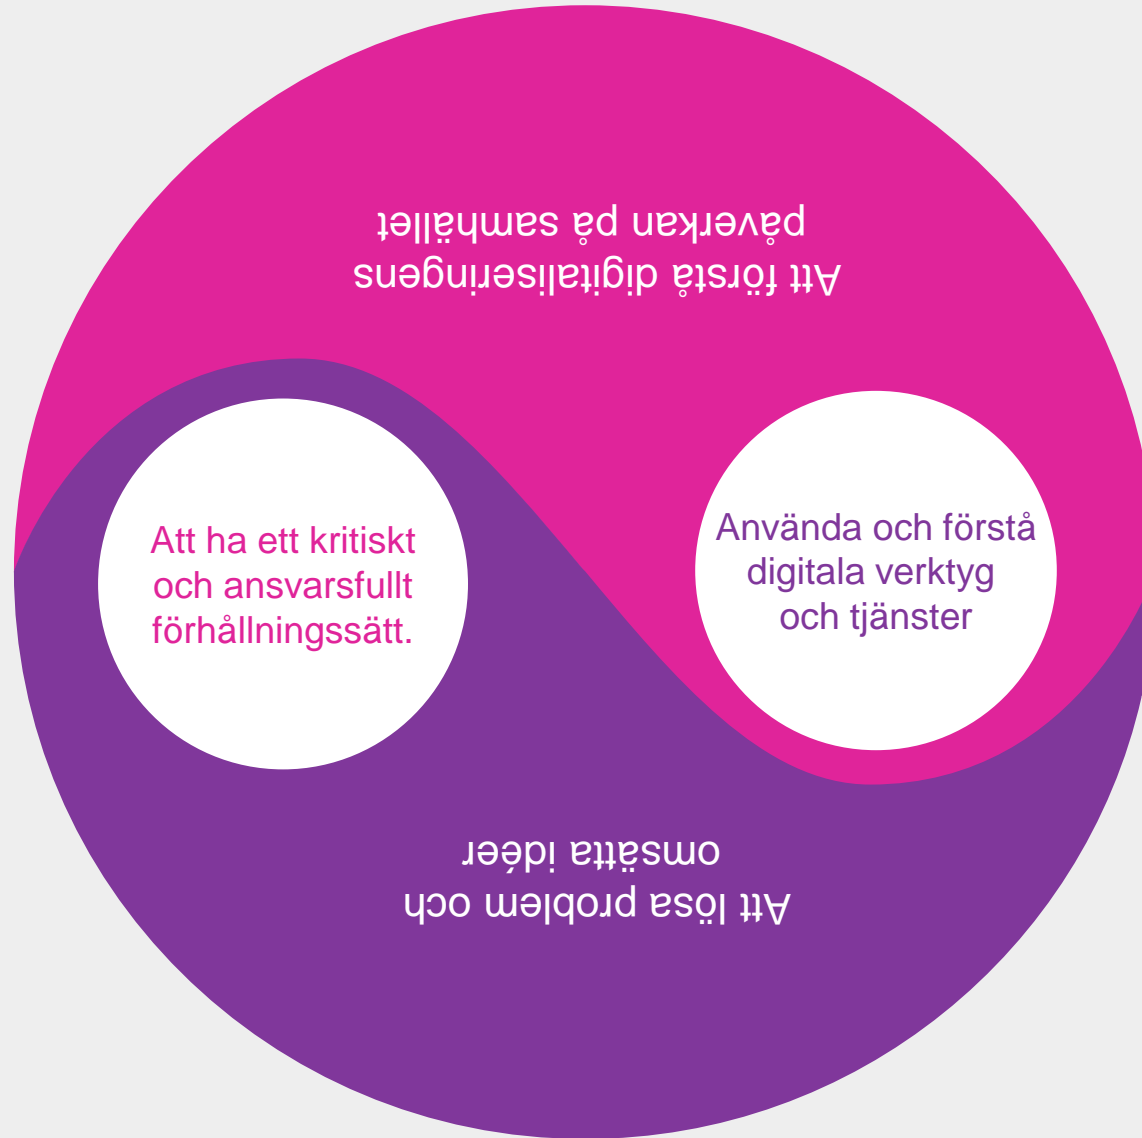 Att förstå digitaliseringens
påverkan på samhället
Att ha ett kritiskt
och ansvarsfullt
förhållningssätt.
Använda och förstå
digitala verktyg
och tjänster
Att lösa problem och
omsätta idéer